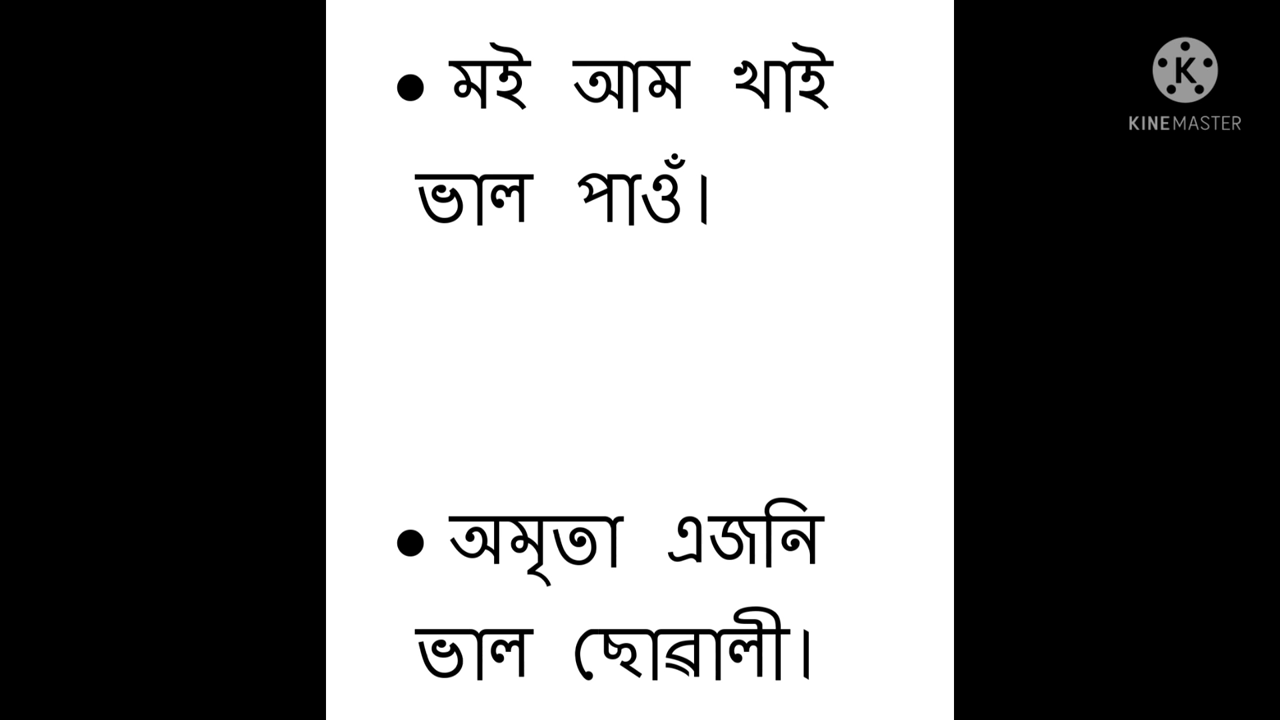 • মই আম খাই
ভাল পাওঁ।
• অমৃতা এজনি
ভাল ছোৱালী।
K
KINEMASTER